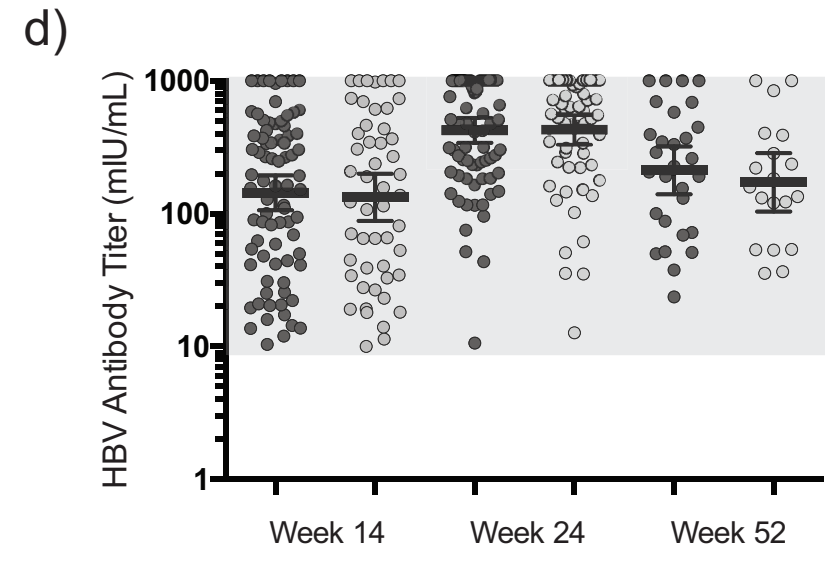 d)
HBV Antibody Titer (mIU/mL)
1000
100
10
1
Week 14
Week 24
Week 52